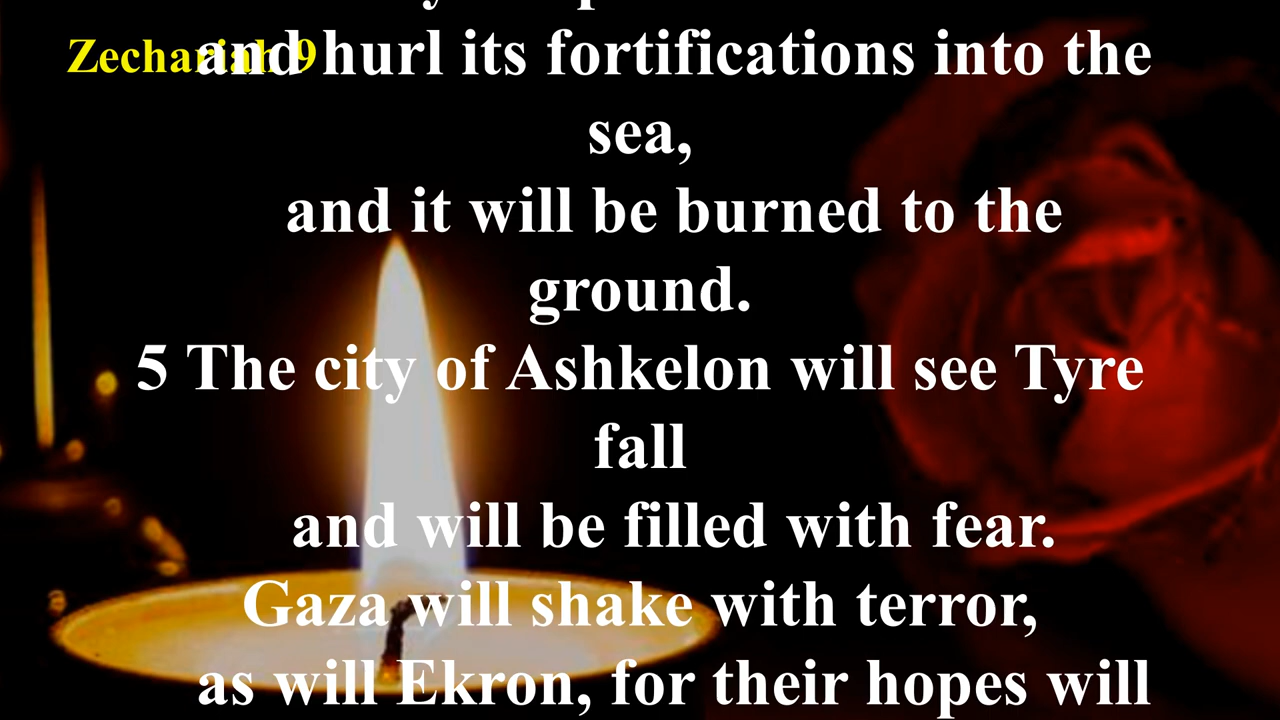 Zechariah 9
and hurl its fortifications into the
sea,
and it will be burned to the
ground.
5 The city of Ashkelon will see Tyre
fall
and will be filled with fear.
Gaza will shake with terror,
as will Ekron, for their hopes will